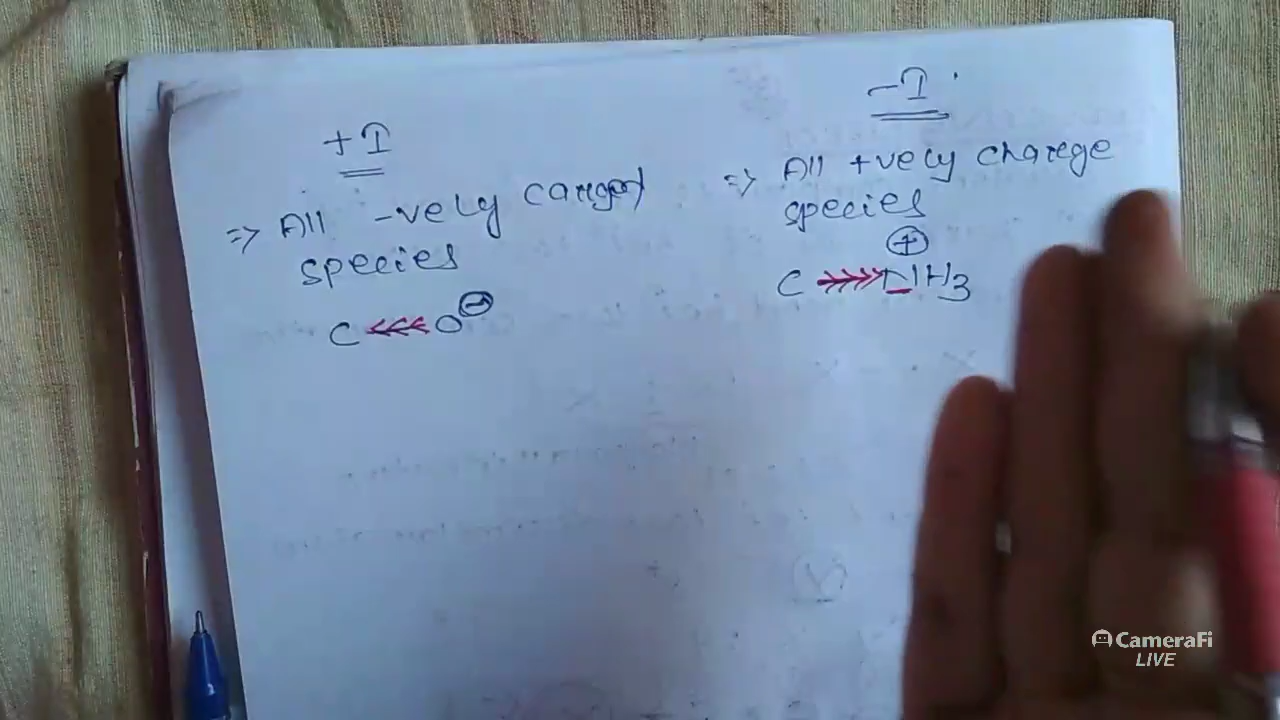 +I
=> All -vely carged
species
C O⊖
-I
=> All +vely charege
species
⊕
C NH3
CameraFi
LIVE